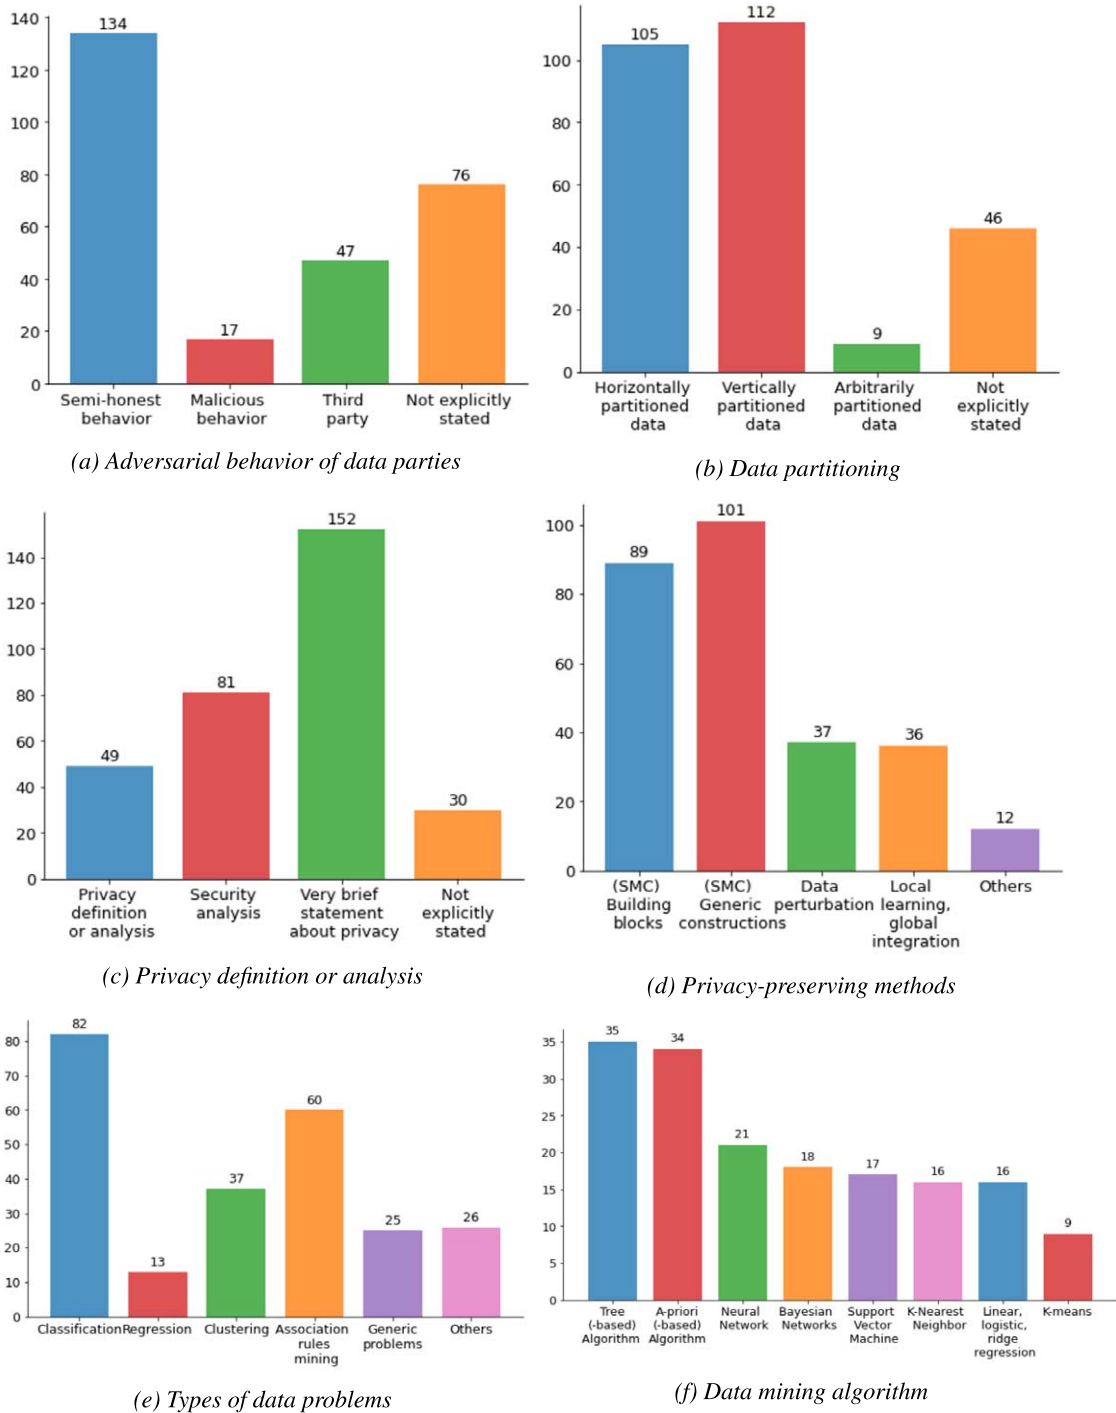 140
120
100
80
60
40
20
0
134
17
47
76
Semi-honest behavior
Malicious behavior
Third party
Not explicitly stated
(a) Adversarial behavior of data parties
100
80
60
40
20
0
105
112
9
46
Horizontally partitioned data
Vertically partitioned data
Arbitrarily partitioned data
Not explicitly stated
(b) Data partitioning
140
120
100
80
60
40
20
0
49
81
152
30
Privacy definition or analysis
Security analysis
Very brief statement about privacy
Not explicitly stated
(c) Privacy definition or analysis
100
80
60
40
20
0
89
101
37
36
12
(SMC) Building blocks
(SMC) Generic constructions
Data perturbation
Local learning, global integration
Others
(d) Privacy-preserving methods
80
70
60
50
40
30
20
10
0
82
13
37
60
25
26
Classification
Regression
Clustering
Association rules mining
Generic problems
Others
(e) Types of data problems
35
30
25
20
15
10
5
0
35
34
21
18
17
16
16
9
Tree (-based) Algorithm
A-priori (-based) Algorithm
Neural Network
Bayesian Networks
Support Vector Machine
K-Nearest Neighbor
Linear, logistic, ridge regression
K-means
(f) Data mining algorithm